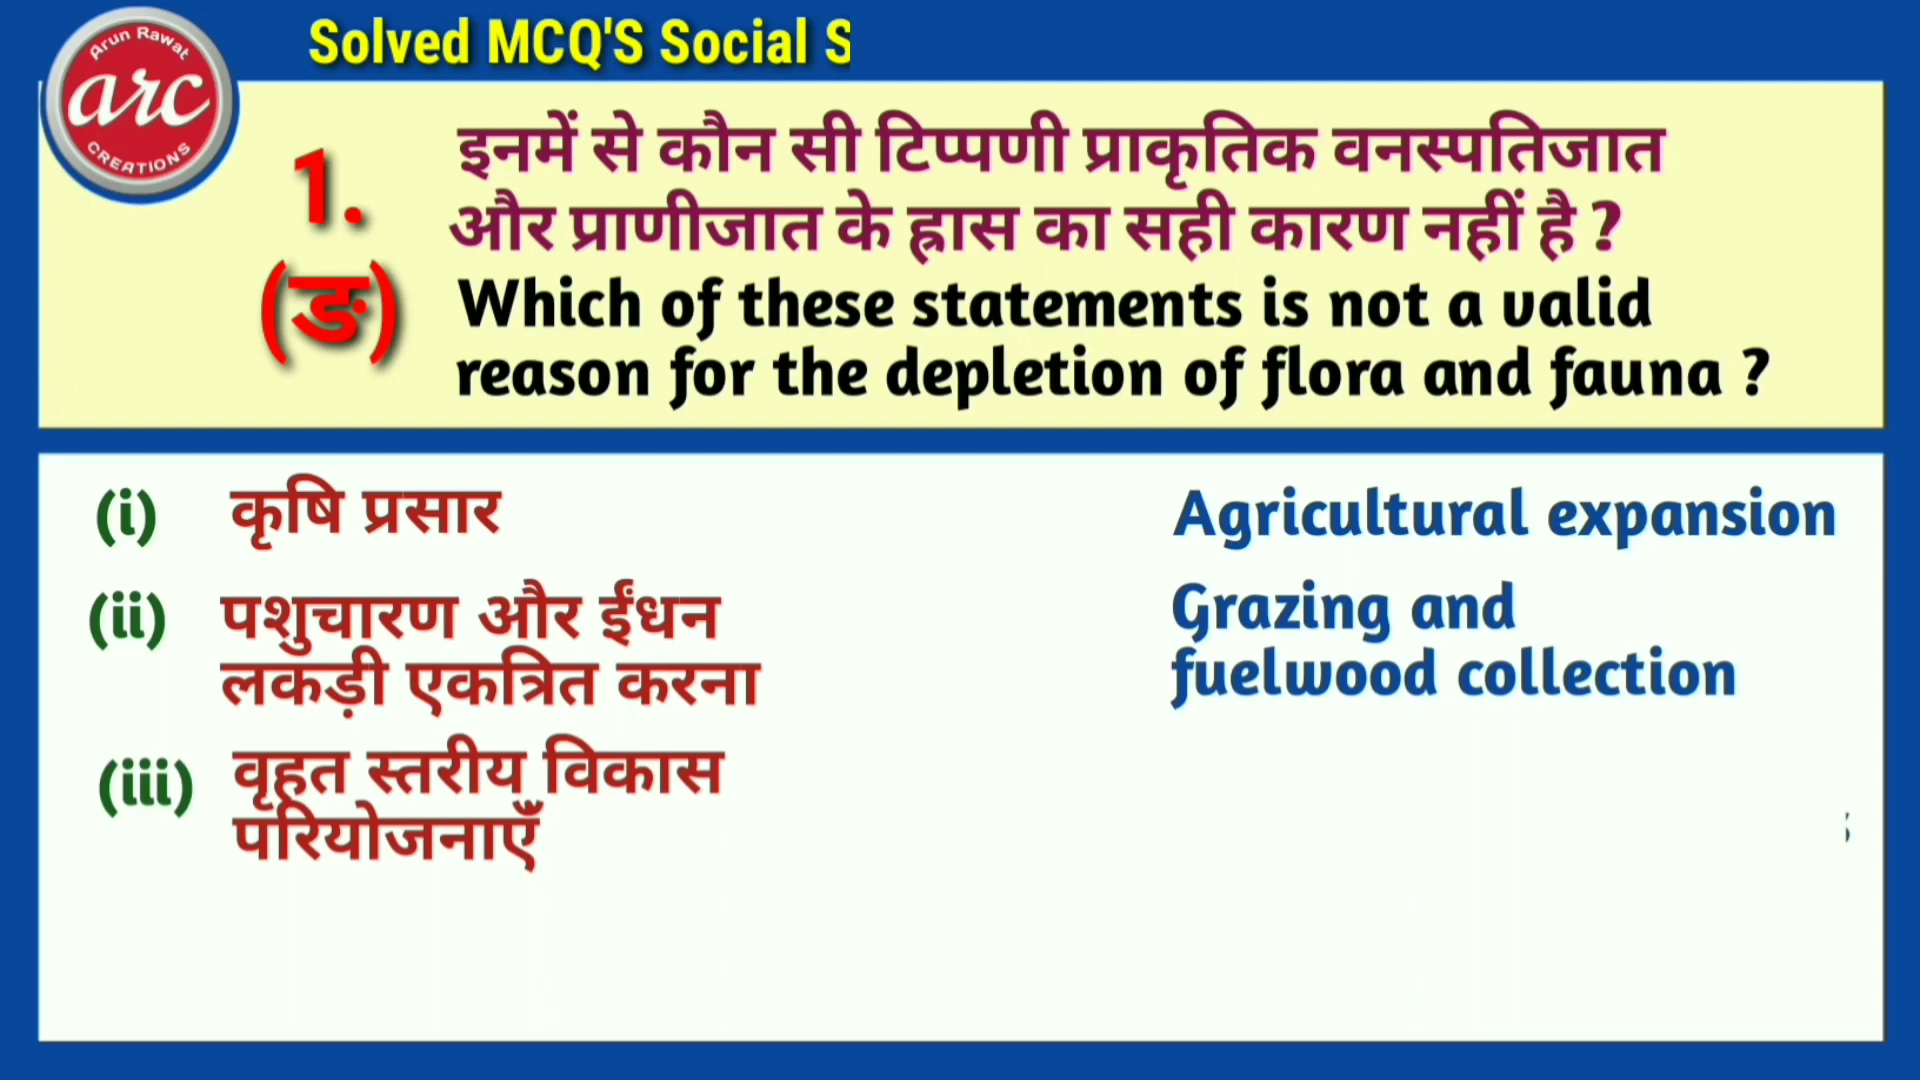 Arun Rawat
arc
CREATIONS
Solved MCQ'S Social S
1.
(ङ)
इनमें से कौन सी टिप्पणी प्राकृतिक वनस्पतिजात
और प्राणीजात के ह्रास का सही कारण नहीं है ?
Which of these statements is not a valid
reason for the depletion of flora and fauna ?
(i) कृषि प्रसार
Agricultural expansion
(ii) पशुचारण और ईंधन
लकड़ी एकत्रित करना
Grazing and
fuelwood collection
(iii) वृहत स्तरीय विकास
परियोजनाएँ